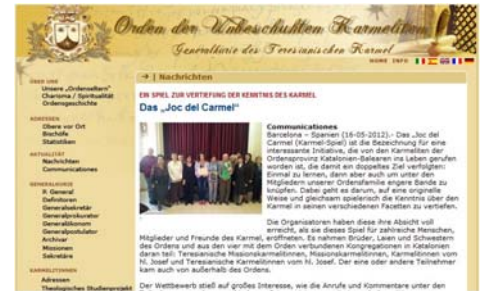 Orden der Unbeschuhten Karmeliten
Generalkurie des Teresianischen Karmel
HOME INFO
ÜBER UNS
Unsere „Ordenseltern"
Charisma / Spiritualität
Ordensgeschichte
ADRESSEN
Obere vor Ort
Bischöfe
Statistiken
AKTUALITÄT
Nachrichten
Communicationes
GENERALKURIE
P. General
Definitoren
Generalsekretär
Generalprokurator
Generalökonom
Generalpostulator
Archivar
Missionen
Sekretäre
KARMELITINNEN
Adressen
Theologisches Studienprojekt
→ | Nachrichten
EIN SPIEL ZUR VERTIEFUNG DER KENNTNIS DES KARMEL
Das „Joc del Carmel"
Communicationes
Barcelona – Spanien (16-05-2012).- Das „Joc del
Carmel (Karmel-Spiel) ist die Bezeichnung für eine
interessante Initiative, die von den Karmeliten der
Ordensprovinz Katalonien-Balearen ins Leben gerufen
worden ist, die damit ein doppeltes Ziel verfolgten:
Einmal zu lernen, dann aber auch um unter den
Mitgliedern unserer Ordensfamilie engere Bande zu
knüpfen. Dabei geht es darum, auf eine originelle
Weise und gleichsam spielerisch die Kenntnis über den
Karmel in seinen verschiedenen Facetten zu vertiefen.
Die Organisatoren haben diese ihre Absicht voll
erreicht, als sie dieses Spiel für zahlreiche Menschen,
Mitglieder und Freunde des Karmel, eröffneten. Es nahmen Brüder, Laien und Schwestern
des Ordens und aus den vier mit dem Orden verbundenen Kongregationen in Katalonien
daran teil: Teresianische Missionskarmelitinnen, Missionskarmelitinnen, Karmelitinnen vom
hl. Josef und Teresianische Karmelitinnen vom hl. Josef. Der eine oder andere Teilnehmer
kam auch von außerhalb des Ordens.
Der Wettbewerb stieß auf großes Interesse, wie die Anrufe und Kommentare unter den